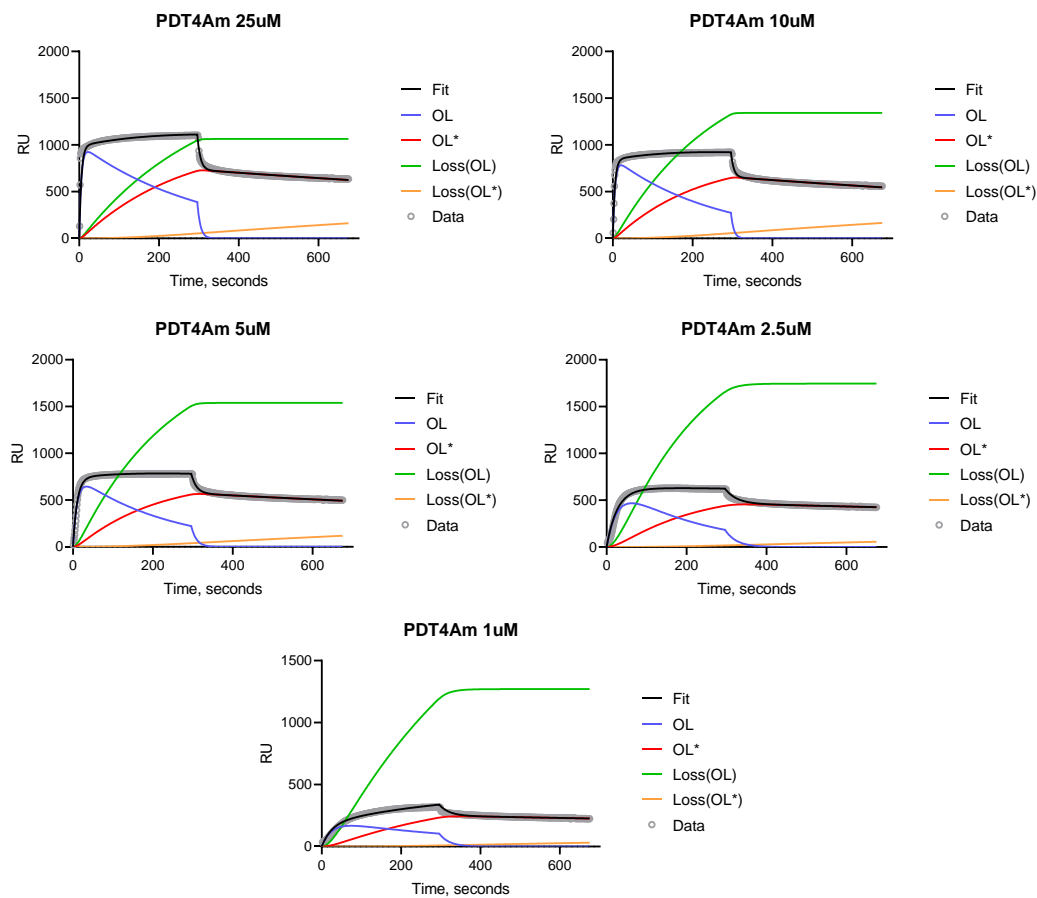 PDT4Am 25uM
2000
1500
1000
500
0
RU
0 200 400 600
Time, seconds
Fit
OL
OL*
Loss(OL)
Loss(OL*)
Data
PDT4Am 10uM
2000
1500
1000
500
0
RU
0 200 400 600
Time, seconds
Fit
OL
OL*
Loss(OL)
Loss(OL*)
Data
PDT4Am 5uM
2000
1500
1000
500
0
RU
0 200 400 600
Time, seconds
Fit
OL
OL*
Loss(OL)
Loss(OL*)
Data
PDT4Am 2.5uM
2000
1500
1000
500
0
RU
0 200 400 600
Time, seconds
Fit
OL
OL*
Loss(OL)
Loss(OL*)
Data
PDT4Am 1uM
1500
1000
500
0
RU
0 200 400 600
Time, seconds
Fit
OL
OL*
Loss(OL)
Loss(OL*)
Data